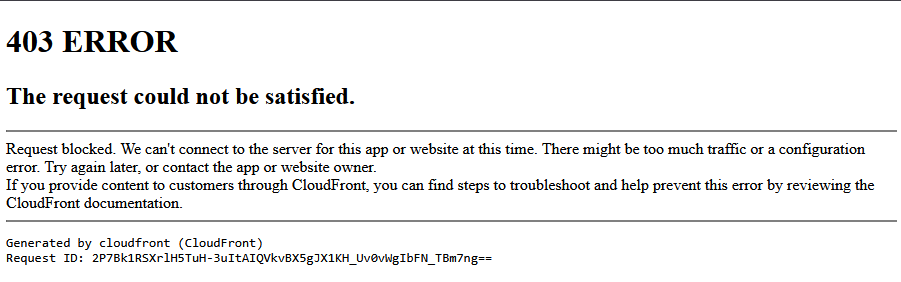 403 ERROR
The request could not be satisfied.
Request blocked. We can't connect to the server for this app or website at this time. There might be too much traffic or a configuration
error. Try again later, or contact the app or website owner.
If you provide content to customers through CloudFront, you can find steps to troubleshoot and help prevent this error by reviewing the
CloudFront documentation.
Generated by cloudfront (CloudFront)
Request ID: 2P7Bk1RSXrlH5TuH-3uItAIQVkvBX5gJX1KH_Uv0vWgIbFN_TBm7ng==